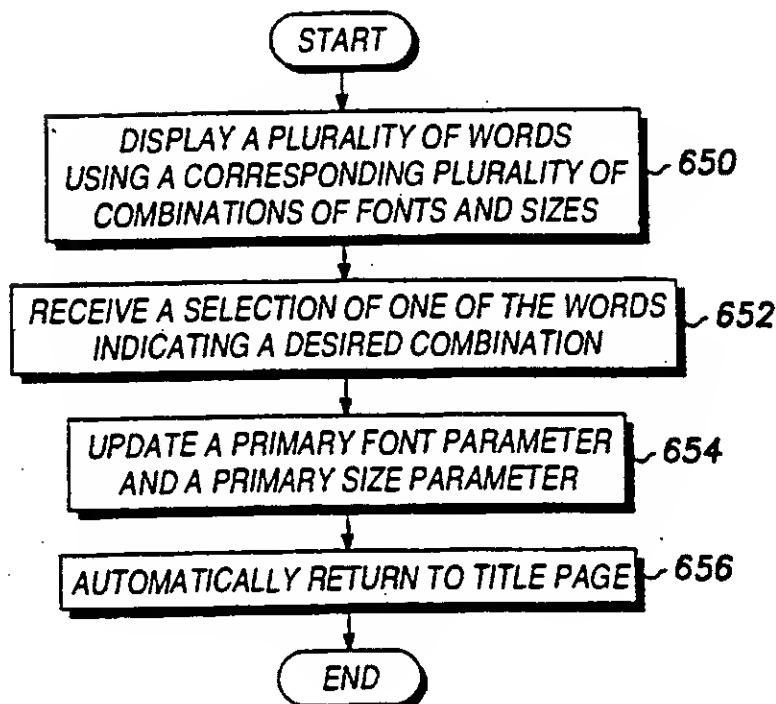 START
DISPLAY A PLURALITY OF WORDS
USING A CORRESPONDING PLURALITY OF
COMBINATIONS OF FONTS AND SIZES
650
RECEIVE A SELECTION OF ONE OF THE WORDS
INDICATING A DESIRED COMBINATION
652
UPDATE A PRIMARY FONT PARAMETER
AND A PRIMARY SIZE PARAMETER
654
AUTOMATICALLY RETURN TO TITLE PAGE
656
END